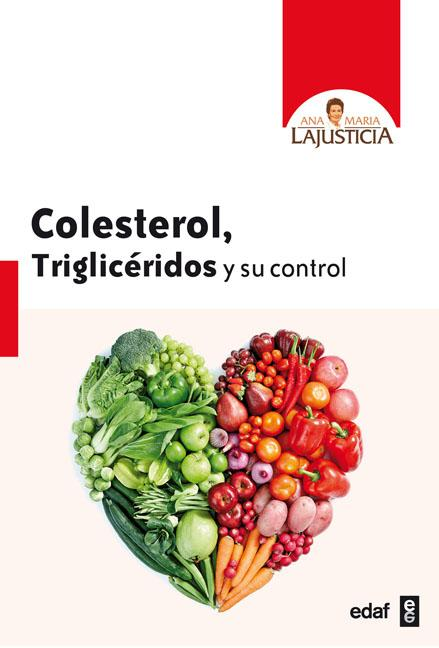 ANA MARIA
LAJUSTICIA
Colesterol,
Triglicéridos y su control
edaf